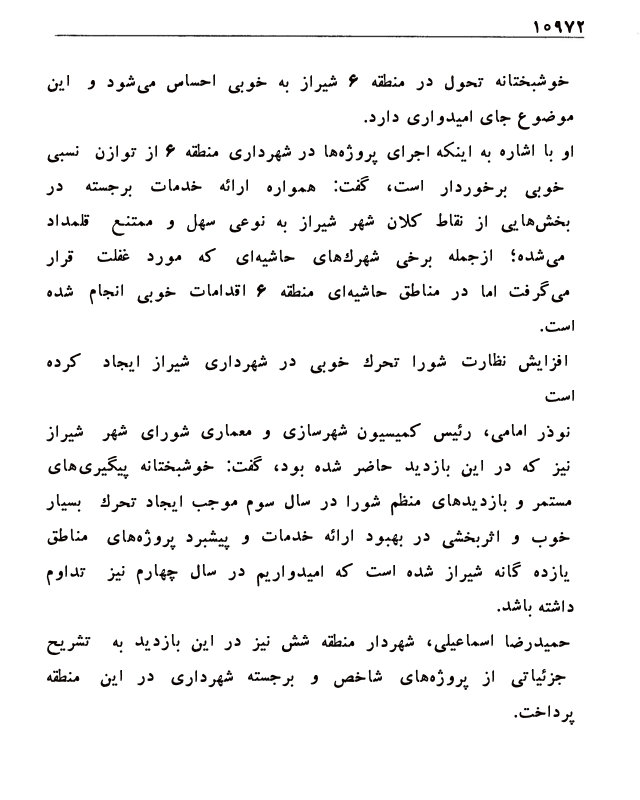 ۱۰۹۷۲
خوشبختانه تحول در منطقه ۶ شیراز به خوبی احساس می‌شود و این
موضوع جای امیدواری دارد.
او با اشاره به اینکه اجرای پروژه‌ها در شهرداری منطقه ۶ از توازن نسبی
خوبی برخوردار است، گفت: همواره ارائه خدمات برجسته در
بخش‌هایی از نقاط کلان شهر شیراز به نوعی سهل و ممتنع قلمداد
می‌شده؛ ازجمله برخی شهرك‌های حاشیه‌ای که مورد غفلت قرار
می‌گرفت اما در مناطق حاشیه‌ای منطقه ۶ اقدامات خوبی انجام شده
است.
افزایش نظارت شورا تحرك خوبی در شهرداری شیراز ایجاد کرده
است
نوذر امامی، رئیس کمیسیون شهرسازی و معماری شورای شهر شیراز
نیز که در این بازدید حاضر شده بود، گفت: خوشبختانه پیگیری‌های
مستمر و بازدیدهای منظم شورا در سال سوم موجب ایجاد تحرك بسیار
خوب و اثربخشی در بهبود ارائه خدمات و پیشبرد پروژه‌های مناطق
یازده گانه شیراز شده است که امیدواریم در سال چهارم نیز تداوم
داشته باشد.
حمیدرضا اسماعیلی، شهردار منطقه شش نیز در این بازدید به تشریح
جزئیاتی از پروژه‌های شاخص و برجسته شهرداری در این منطقه
پرداخت.